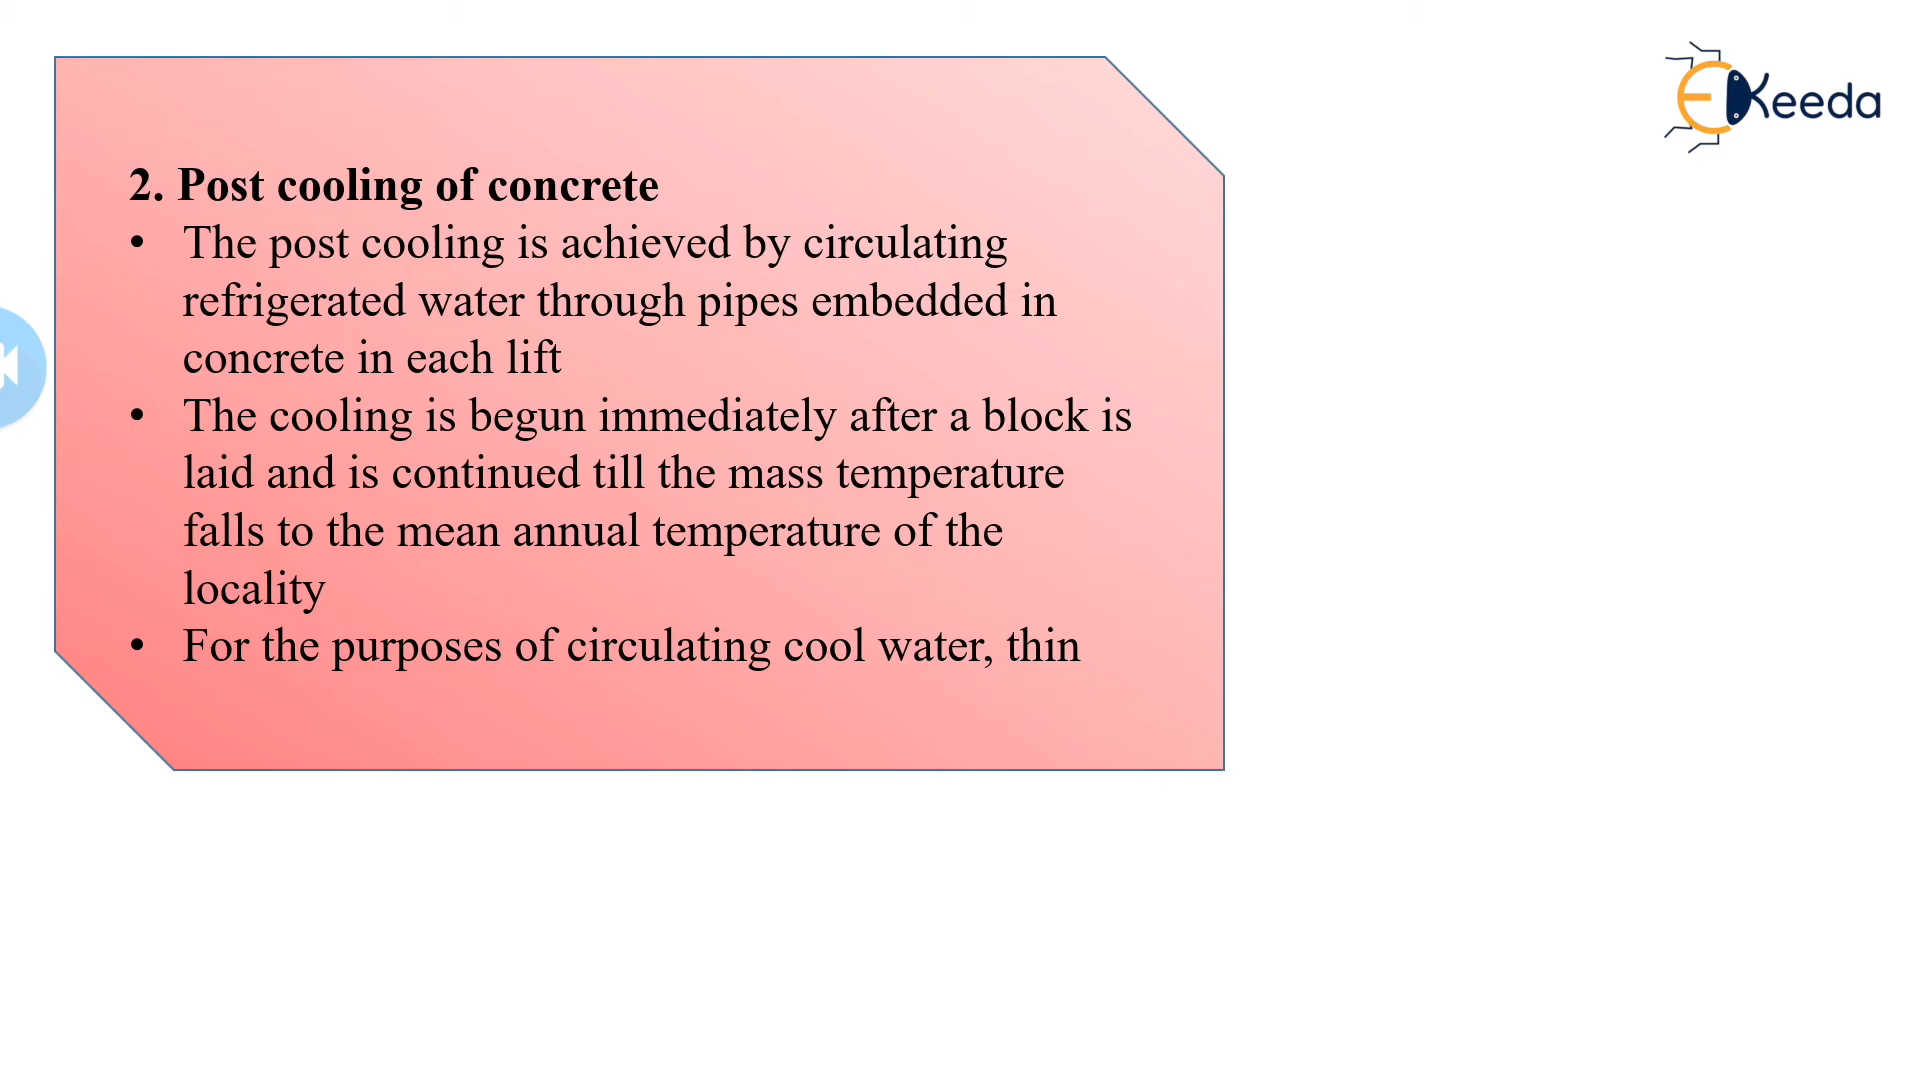 EKeeda
2. Post cooling of concrete
• The post cooling is achieved by circulating
refrigerated water through pipes embedded in
concrete in each lift
• The cooling is begun immediately after a block is
laid and is continued till the mass temperature
falls to the mean annual temperature of the
locality
• For the purposes of circulating cool water, thin